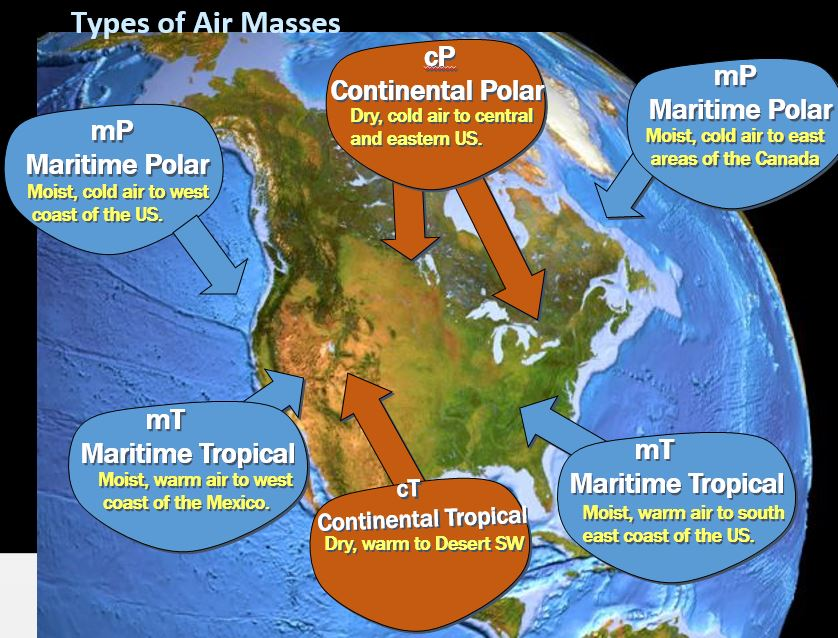 Types of Air Masses
cP
Continental Polar
Dry, cold air to central
and eastern US.
mP
Maritime Polar
Moist, cold air to east
areas of the Canada
mP
Maritime Polar
Moist, cold air to west
coast of the US.
mT
Maritime Tropical
Moist, warm air to west
coast of the Mexico.
cT
Continental Tropical
Dry, warm to Desert SW
mT
Maritime Tropical
Moist, warm air to south
east coast of the US.